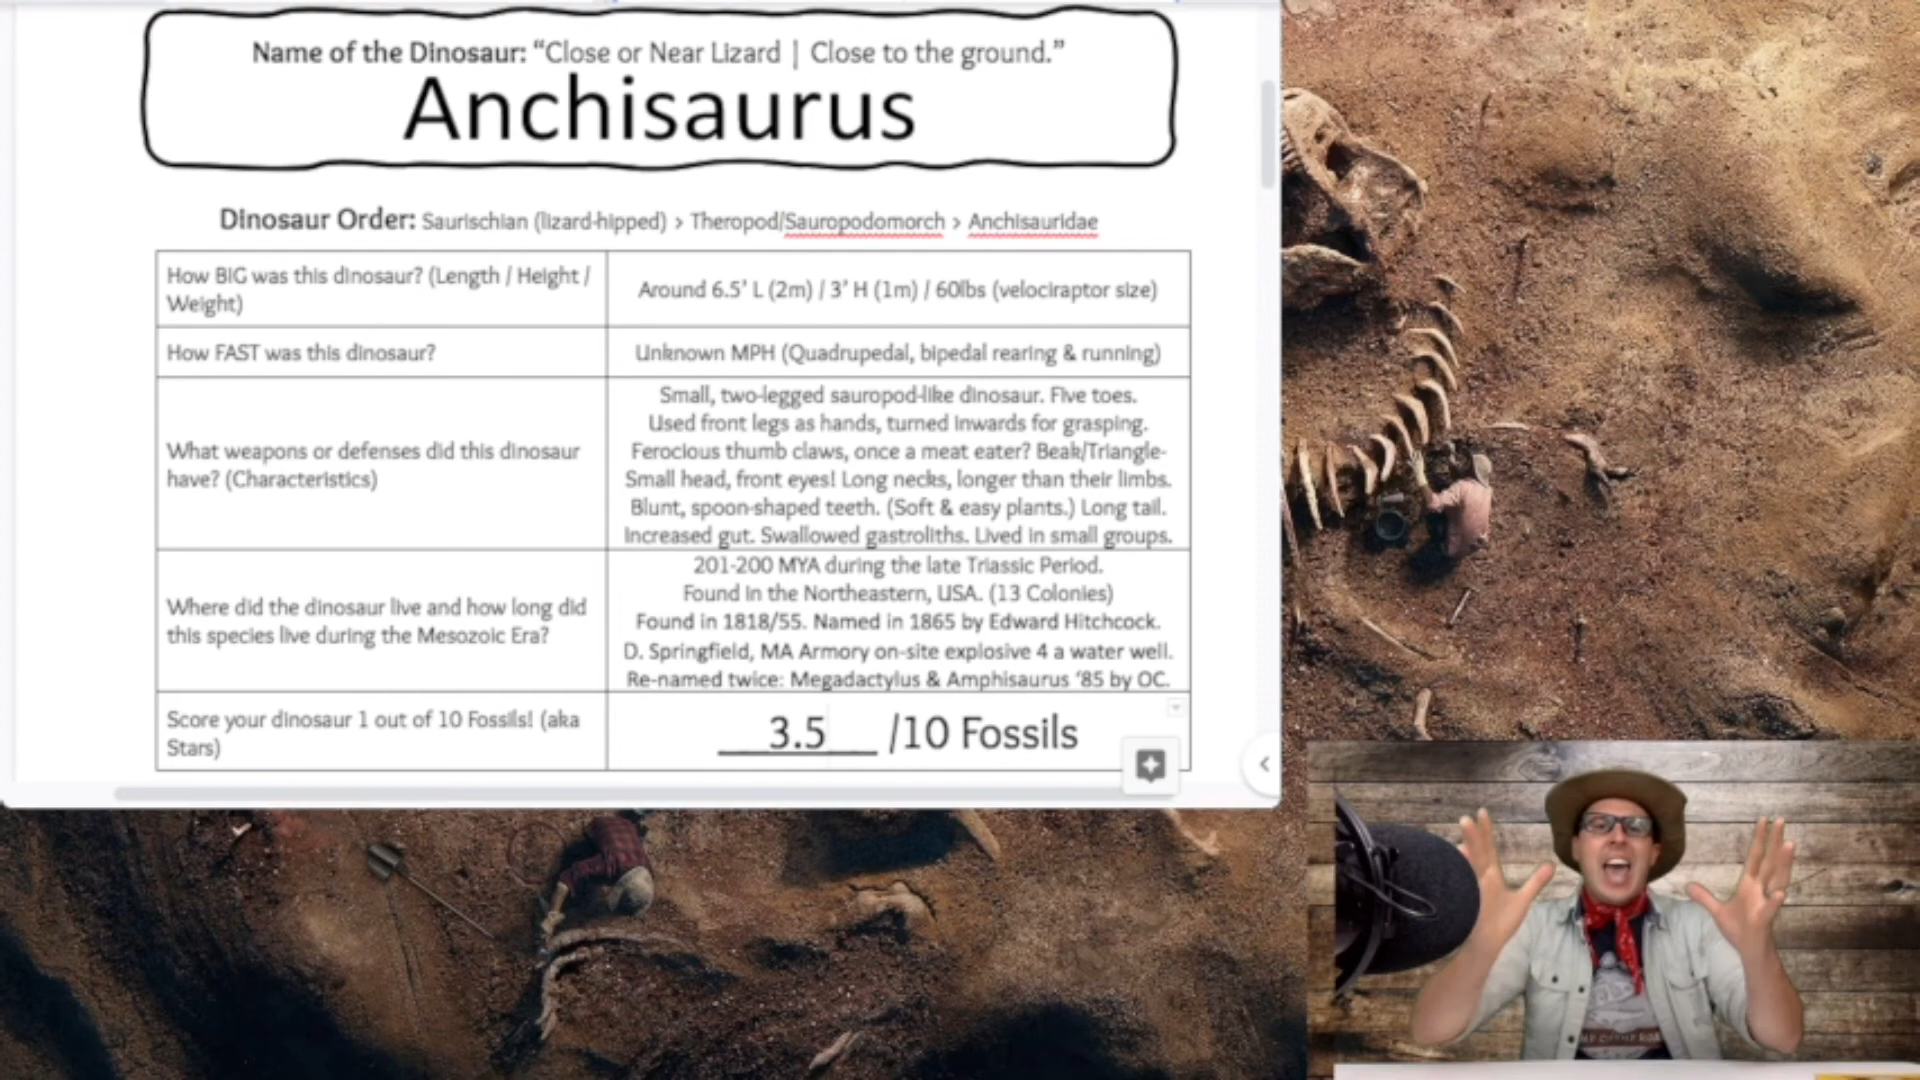 Name of the Dinosaur: “Close or Near Lizard | Close to the ground.”
Anchisaurus
Dinosaur Order: Saurischian (lizard-hipped) > Theropod/Sauropodomorch > Anchisauridae
How BIG was this dinosaur? (Length / Height /
Weight)
Around 6.5’ L (2m) / 3’ H (1m) / 60lbs (velociraptor size)
How FAST was this dinosaur?
Unknown MPH (Quadrupedal, bipedal rearing & running)
What weapons or defenses did this dinosaur
have? (Characteristics)
Small, two-legged sauropod-like dinosaur. Five toes.
Used front legs as hands, turned inwards for grasping.
Ferocious thumb claws, once a meat eater? Beak/Triangle-
Small head, front eyes! Long necks, longer than their limbs.
Blunt, spoon-shaped teeth. (Soft & easy plants.) Long tail.
Increased gut. Swallowed gastroliths. Lived in small groups.
Where did the dinosaur live and how long did
this species live during the Mesozoic Era?
201-200 MYA during the late Triassic Period.
Found in the Northeastern, USA. (13 Colonies)
Found in 1818/55. Named in 1865 by Edward Hitchcock.
D. Springfield, MA Armory on-site explosive 4 a water well.
Re-named twice: Megadactylus & Amphisaurus ‘85 by OC.
Score your dinosaur 1 out of 10 Fossils! (aka
Stars)
3.5 /10 Fossils